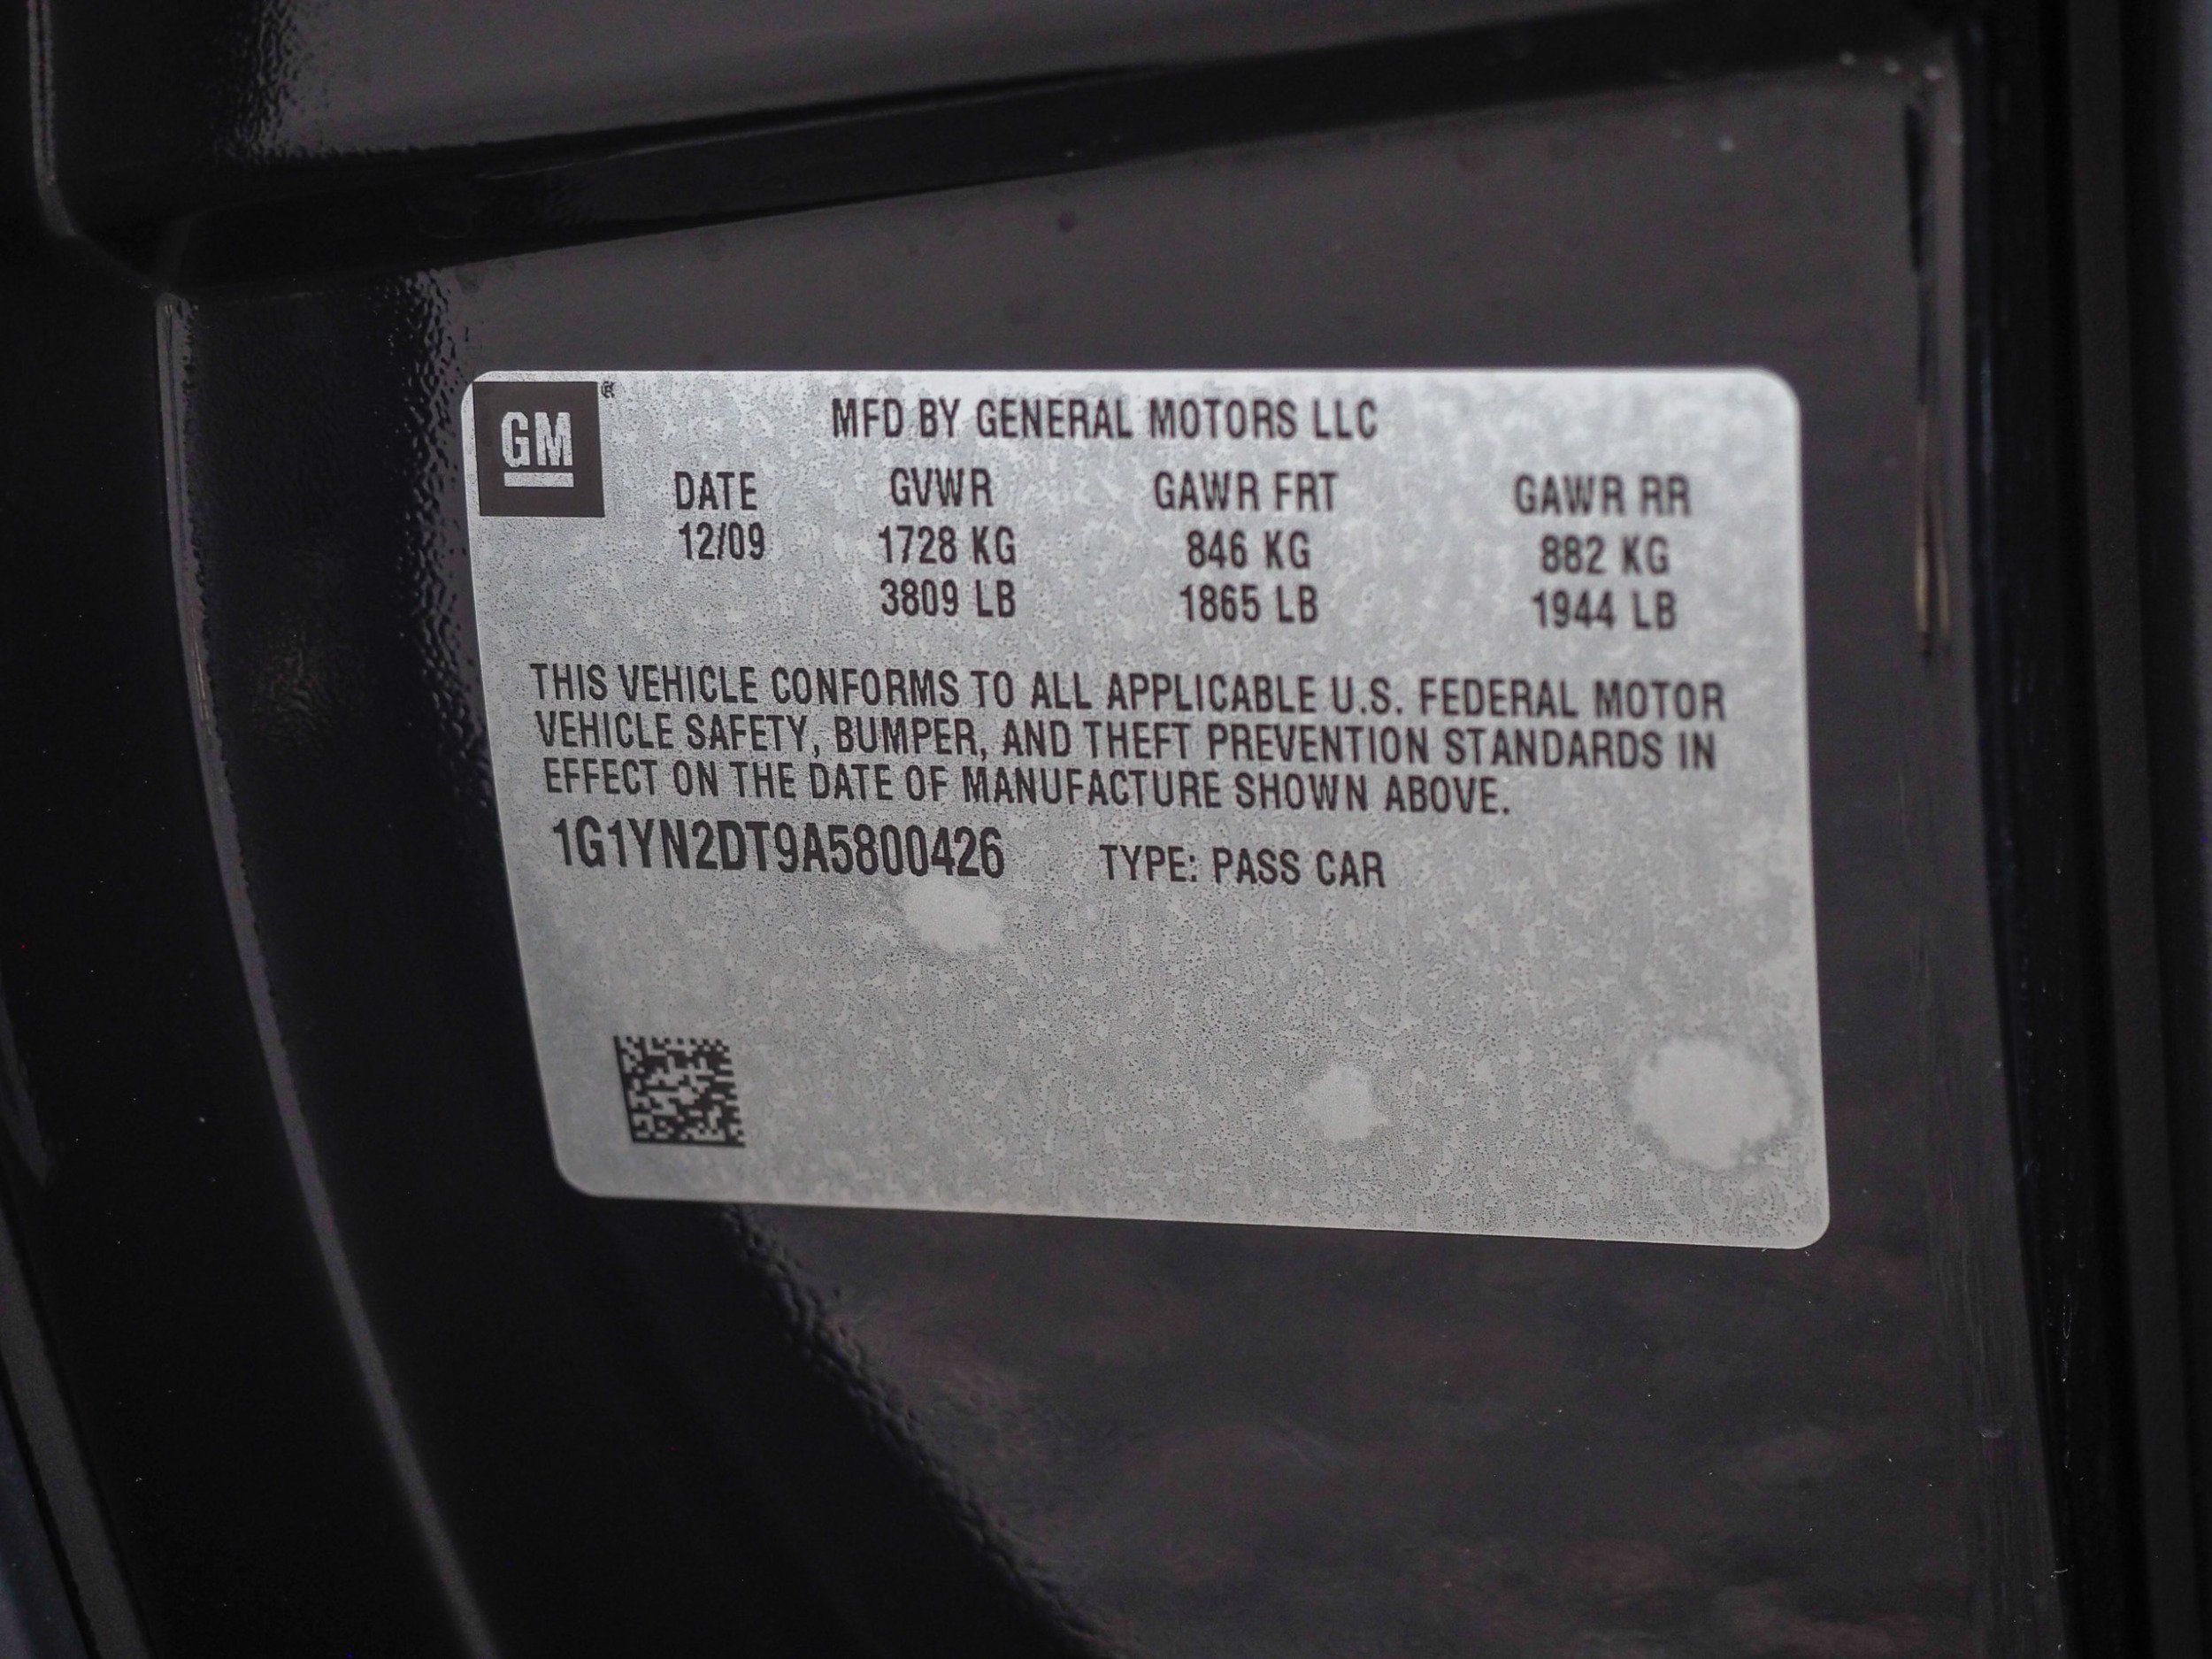 GM ®
MFD BY GENERAL MOTORS LLC
DATE GVWR GAWR FRT GAWR RR
12/09 1728 KG 846 KG 882 KG
3809 LB 1865 LB 1944 LB
THIS VEHICLE CONFORMS TO ALL APPLICABLE U.S. FEDERAL MOTOR
VEHICLE SAFETY, BUMPER, AND THEFT PREVENTION STANDARDS IN
EFFECT ON THE DATE OF MANUFACTURE SHOWN ABOVE.
1G1YN2DT9A5800426 TYPE: PASS CAR